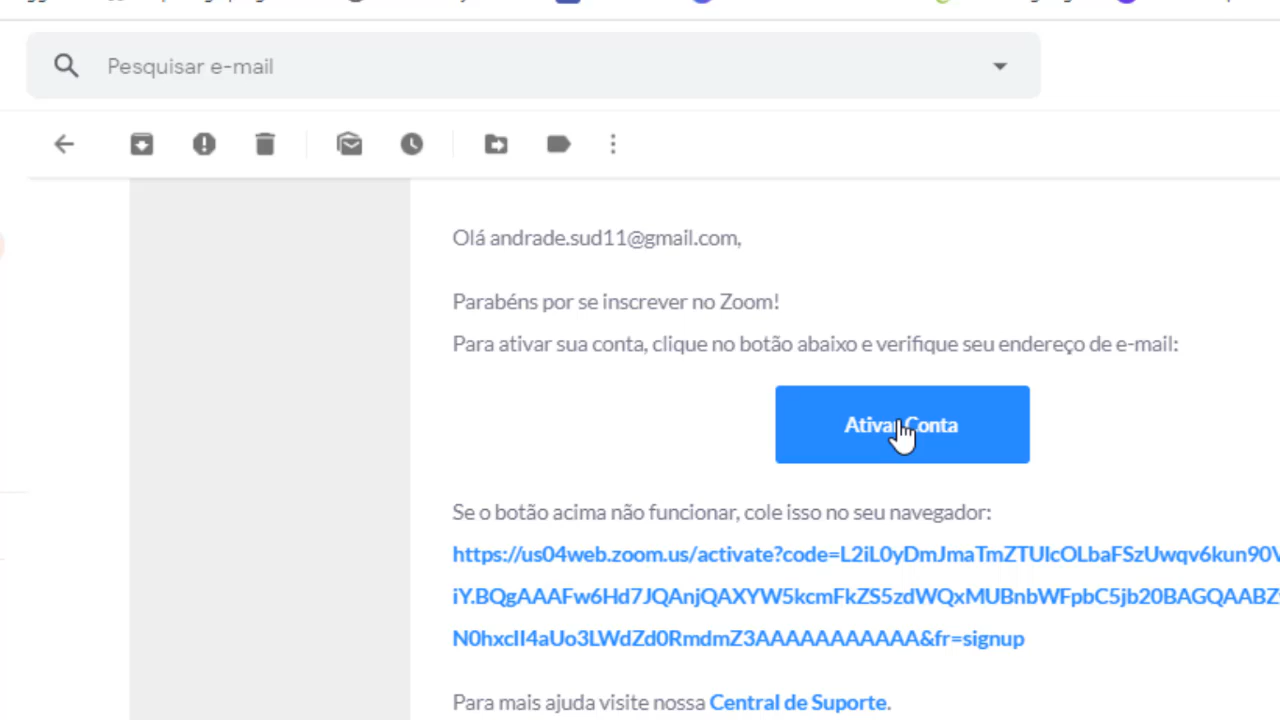 Pesquisar e-mail
Olá andrade.sud11@gmail.com,
Parabéns por se inscrever no Zoom!
Para ativar sua conta, clique no botão abaixo e verifique seu endereço de e-mail:
Ativar Conta
Se o botão acima não funcionar, cole isso no seu navegador:
https://us04web.zoom.us/activate?code=L2iL0yDmJmaTmZTUlcOLbaFSzUwqv6kun90V
iY.BQgAAAFw6Hd7JQAnjQAXYW5kcmFkZS5zdWQxMUBnbWFpbC5jb20BAGQAABZ
N0hxcll4aUo3LWdZd0RmdmZ3AAAAAAAAAAA&fr=signup
Para mais ajuda visite nossa Central de Suporte.